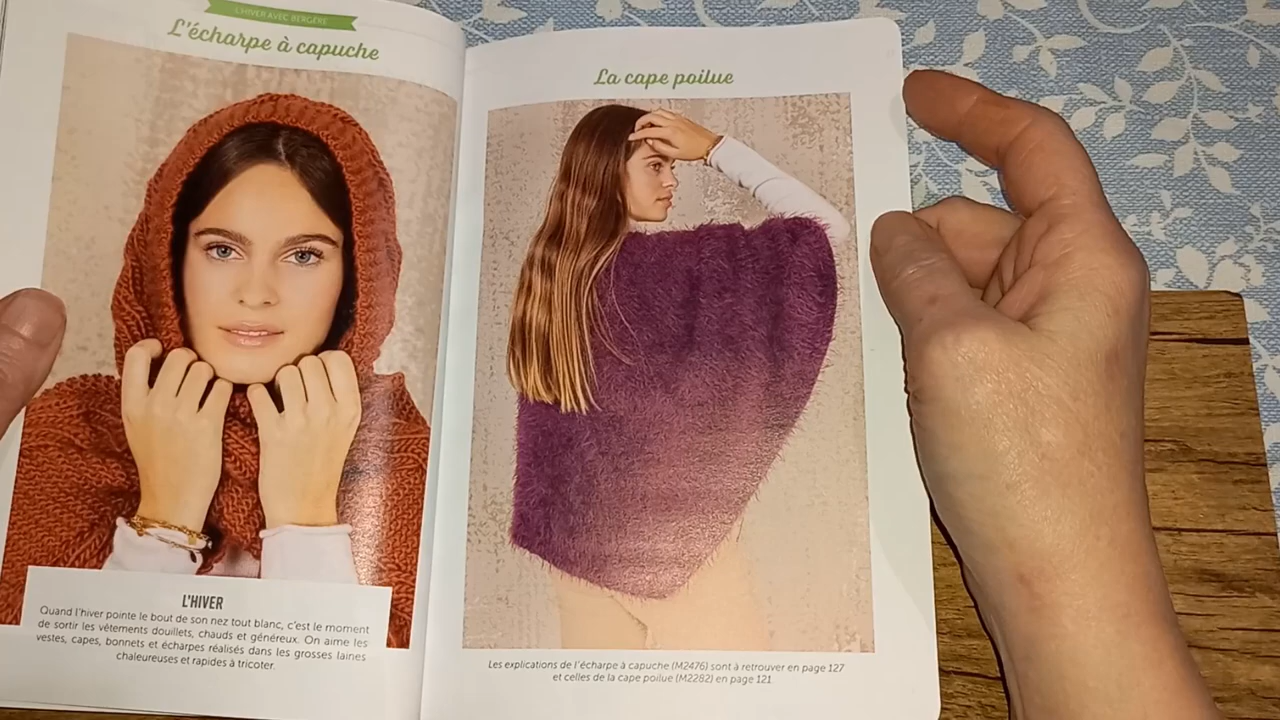 L'HIVER AVEC BERGÈRE
L'écharpe à capuche
L'HIVER
Quand l'hiver pointe le bout de son nez tout blanc, c'est le moment
de sortir les vêtements douillets, chauds et généreux. On aime les
vestes, capes, bonnets et écharpes réalisés dans les grosses laines
chaleureuses et rapides à tricoter.
La cape poilue
Les explications de l'écharpe à capuche (M2476) sont à retrouver en page 127
et celles de la cape poilue (M2282) en page 121.